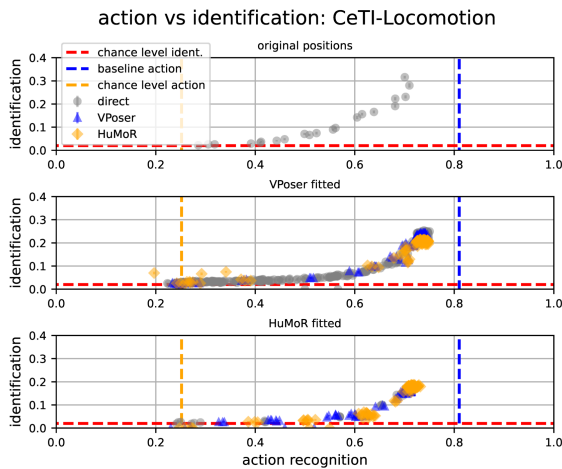 action vs identification: CeTI-Locomotion
original positions
identification
0.4
0.3
0.2
0.1
0.0
chance level ident.
baseline action
chance level action
direct
VPoser
HuMoR
0.0 0.2 0.4 0.6 0.8 1.0
VPoser fitted
identification
0.4
0.3
0.2
0.1
0.0
0.0 0.2 0.4 0.6 0.8 1.0
HuMoR fitted
identification
0.4
0.3
0.2
0.1
0.0
0.0 0.2 0.4 0.6 0.8 1.0
action recognition